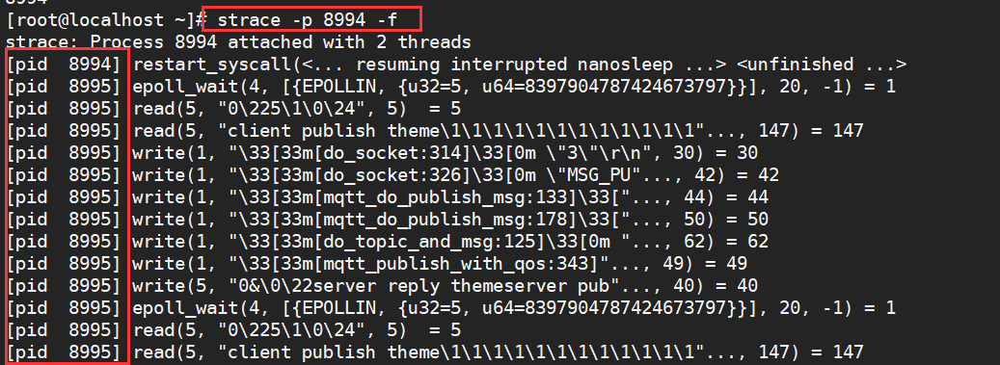 [root@localhost ~]# strace -p 8994 -f
strace: Process 8994 attached with 2 threads
[pid  8994] restart_syscall(<... resuming interrupted nanosleep ...> <unfinished ...>
[pid  8995] epoll_wait(4, [{EPOLLIN, {u32=5, u64=8397904787424673797}}], 20, -1) = 1
[pid  8995] read(5, "0\225\1\0\24", 5)  = 5
[pid  8995] read(5, "client publish theme\1\1\1\1\1\1\1\1\1\1\1\1"..., 147) = 147
[pid  8995] write(1, "\33[33m[do_socket:314]\33[0m \"3\"\r\n", 30) = 30
[pid  8995] write(1, "\33[33m[do_socket:326]\33[0m \"MSG_PU"..., 42) = 42
[pid  8995] write(1, "\33[33m[mqtt_do_publish_msg:133]\33["..., 44) = 44
[pid  8995] write(1, "\33[33m[mqtt_do_publish_msg:178]\33["..., 50) = 50
[pid  8995] write(1, "\33[33m[do_topic_and_msg:125]\33[0m "..., 62) = 62
[pid  8995] write(1, "\33[33m[mqtt_publish_with_qos:343]"..., 49) = 49
[pid  8995] write(5, "0&\0\22server reply themeserver pub"..., 40) = 40
[pid  8995] epoll_wait(4, [{EPOLLIN, {u32=5, u64=8397904787424673797}}], 20, -1) = 1
[pid  8995] read(5, "0\225\1\0\24", 5)  = 5
[pid  8995] read(5, "client publish theme\1\1\1\1\1\1\1\1\1\1\1\1"..., 147) = 147